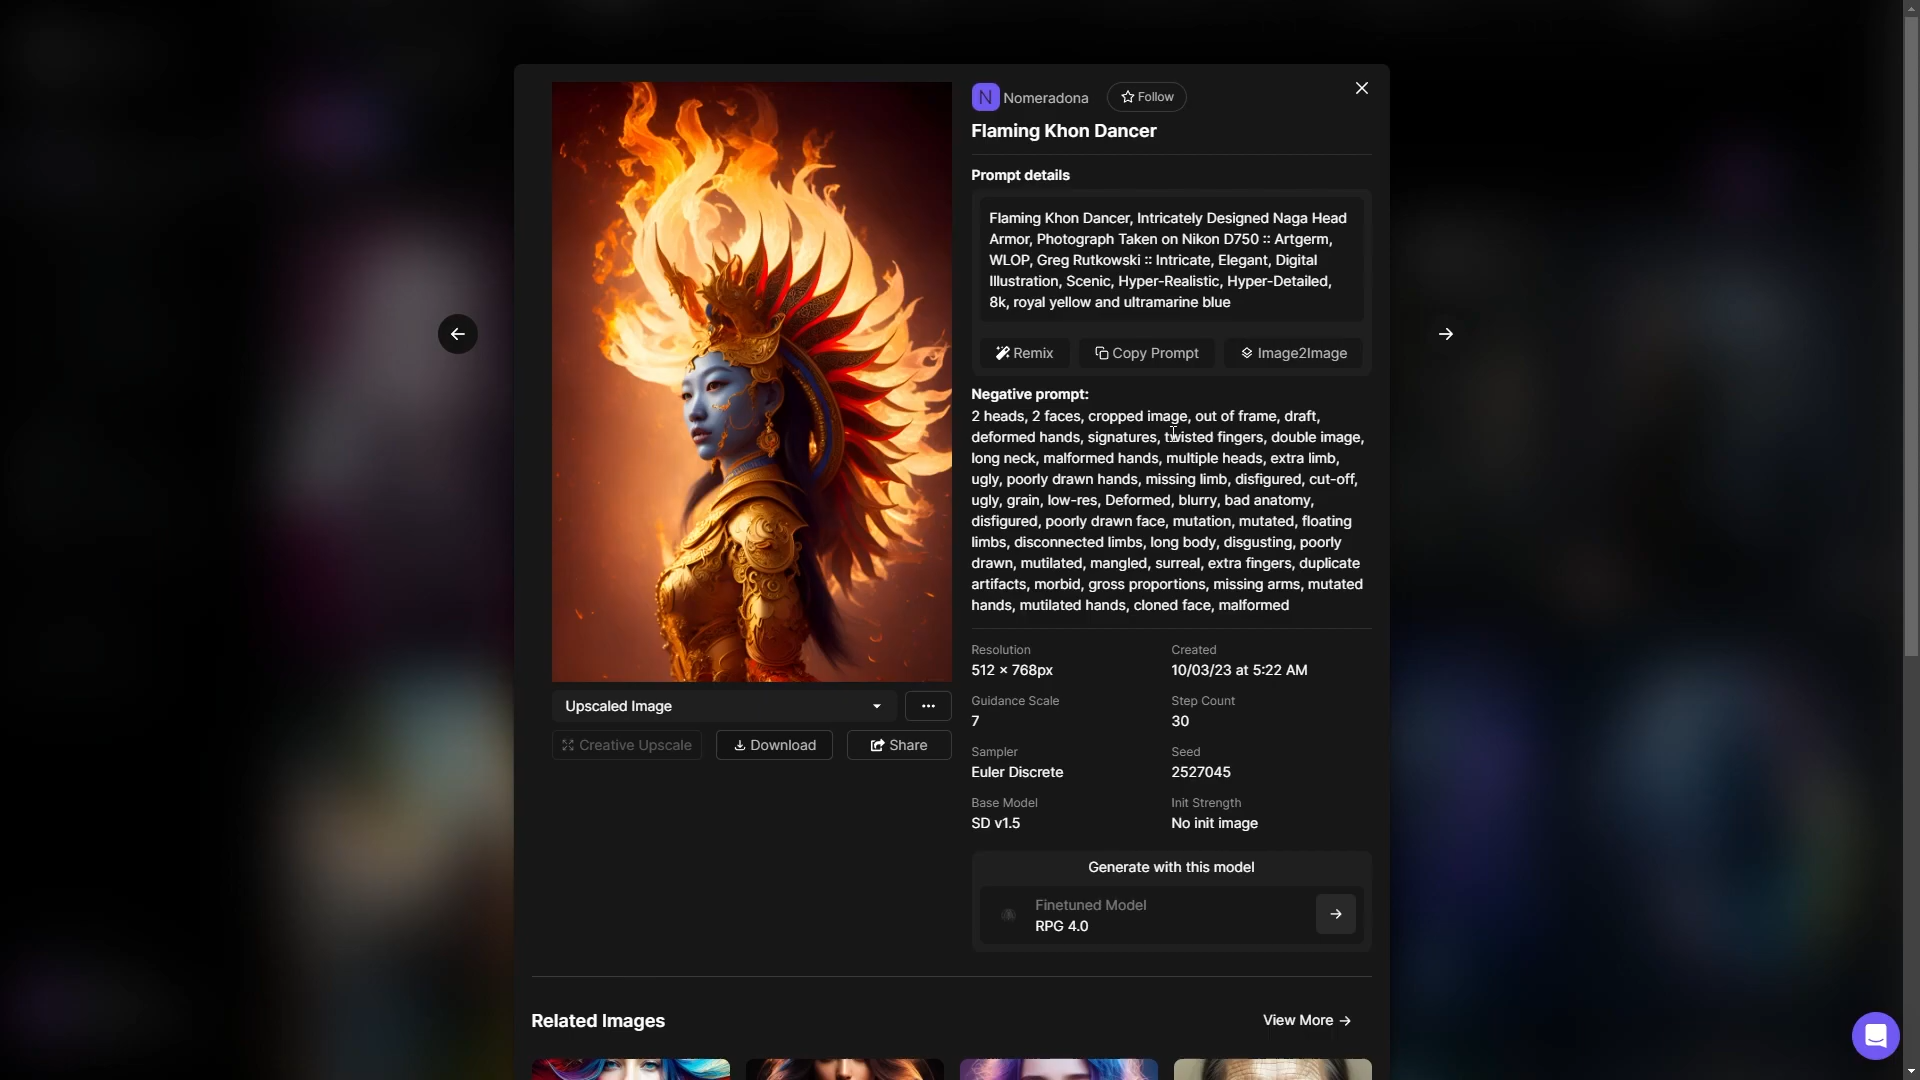 N Nomeradona
Follow
Flaming Khon Dancer
Prompt details
Flaming Khon Dancer, Intricately Designed Naga Head
Armor, Photograph Taken on Nikon D750 :: Artgerm,
WLOP, Greg Rutkowski :: Intricate, Elegant, Digital
Illustration, Scenic, Hyper-Realistic, Hyper-Detailed,
8k, royal yellow and ultramarine blue
Remix
Copy Prompt
Image2Image
Negative prompt:
2 heads, 2 faces, cropped image, out of frame, draft,
deformed hands, signatures, twisted fingers, double image,
long neck, malformed hands, multiple heads, extra limb,
ugly, poorly drawn hands, missing limb, disfigured, cut-off,
ugly, grain, low-res, Deformed, blurry, bad anatomy,
disfigured, poorly drawn face, mutation, mutated, floating
limbs, disconnected limbs, long body, disgusting, poorly
drawn, mutilated, mangled, surreal, extra fingers, duplicate
artifacts, morbid, gross proportions, missing arms, mutated
hands, mutilated hands, cloned face, malformed
Resolution
512 × 768px
Created
10/03/23 at 5:22 AM
Guidance Scale
7
Step Count
30
Sampler
Euler Discrete
Seed
2527045
Base Model
SD v1.5
Init Strength
No init image
Generate with this model
Finetuned Model
RPG 4.0
Upscaled Image
Creative Upscale
Download
Share
Related Images
View More